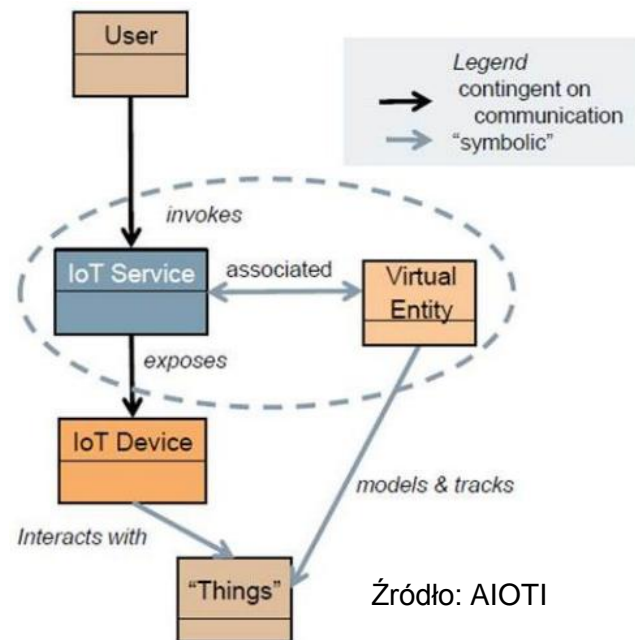 User
Legend
contingent on
communication
“symbolic”
invokes
IoT Service
associated
Virtual
Entity
exposes
IoT Device
models & tracks
Interacts with
“Things”
Źródło: AIOTI